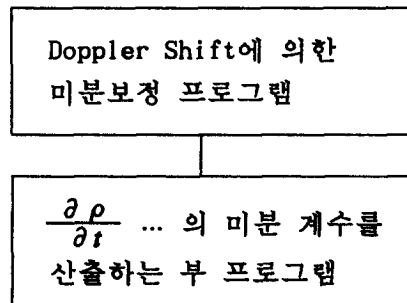 Doppler Shift에 의한
미분보정 프로그램
∂ρ/∂t … 의 미분 계수를
산출하는 부 프로그램